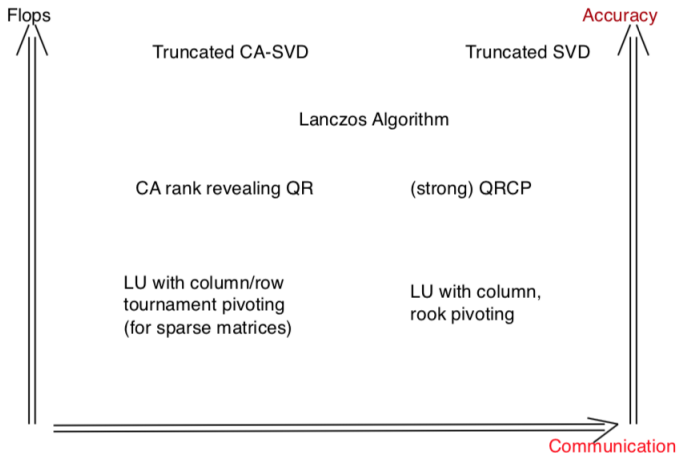 Flops
Accuracy
Truncated CA-SVD
Truncated SVD
Lanczos Algorithm
CA rank revealing QR
(strong) QRCP
LU with column/row
tournament pivoting
(for sparse matrices)
LU with column,
rook pivoting
Communication